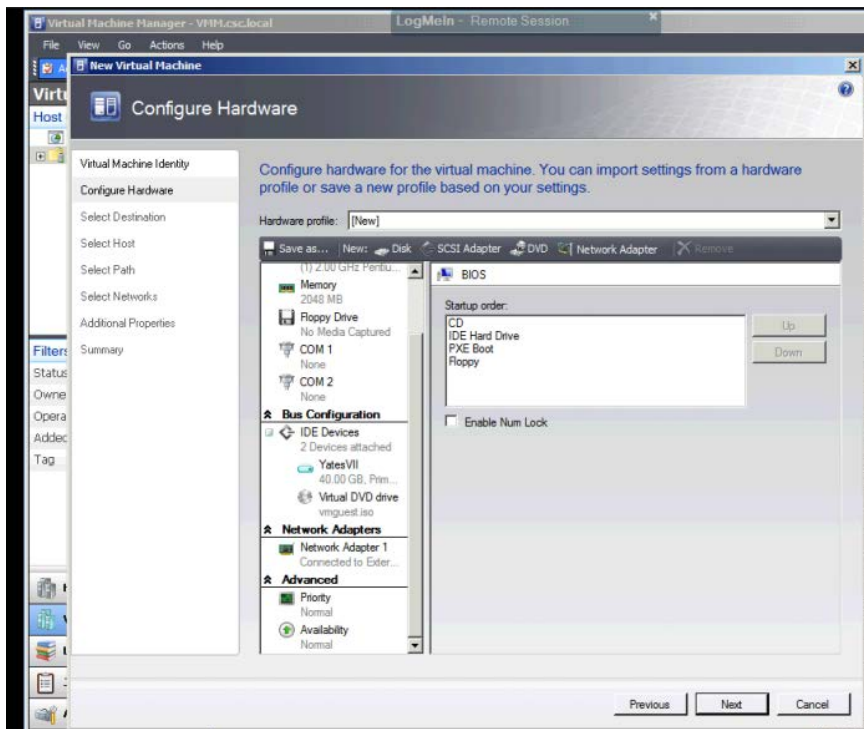 Virtual Machine Manager - VMM.csc.local
LogMeIn - Remote Session
File View Go Actions Help
New Virtual Machine
Virtu
Host
Configure Hardware
Virtual Machine Identity
Configure Hardware
Select Destination
Select Host
Select Path
Select Networks
Additional Properties
Summary
Filters
Status
Owne
Opera
Added
Tag
Configure hardware for the virtual machine. You can import settings from a hardware
profile or save a new profile based on your settings.
Hardware profile: [New]
Save as... New: Disk SCSI Adapter DVD Network Adapter Remove
(1) 2.00 GHz Pentiu...
Memory
2048 MB
Floppy Drive
No Media Captured
COM 1
None
COM 2
None
Bus Configuration
IDE Devices
2 Devices attached
YatesVII
40.00 GB, Prim...
Virtual DVD drive
vmguest.iso
Network Adapters
Network Adapter 1
Connected to Exter...
Advanced
Priority
Normal
Availability
Normal
BIOS
Startup order:
CD
IDE Hard Drive
PXE Boot
Floppy
Up
Down
Enable Num Lock
Previous Next Cancel